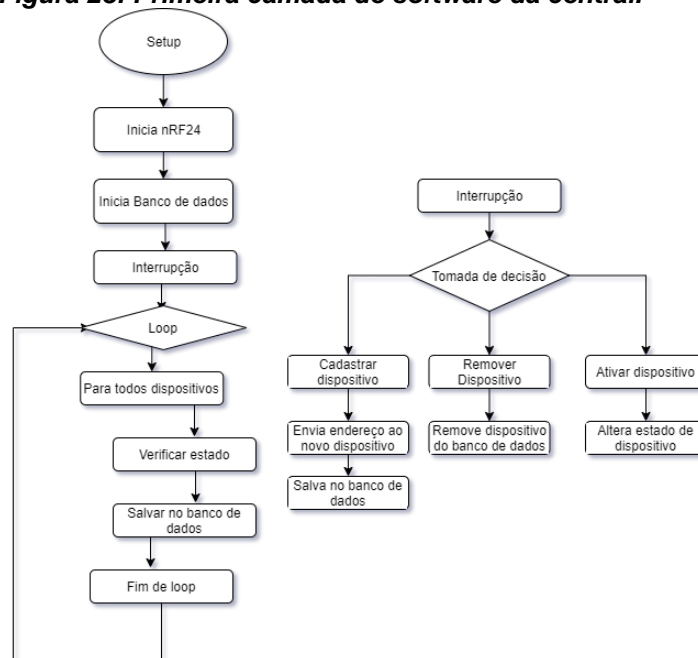 Figura 23: Primeira camada de software da central.
Setup
Inicia nRF24
Inicia Banco de dados
Interrupção
Loop
Para todos dispositivos
Verificar estado
Salvar no banco de
dados
Fim de loop
Interrupção
Tomada de decisão
Cadastrar
dispositivo
Envia endereço ao
novo dispositivo
Salva no banco de
dados
Remover
Dispositivo
Remove dispositivo
do banco de dados
Ativar dispositivo
Altera estado de
dispositivo